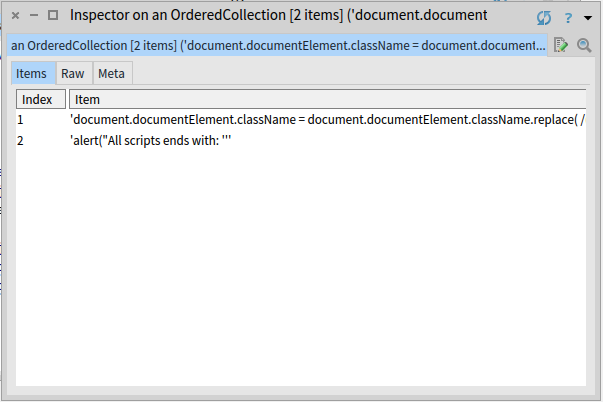 Inspector on an OrderedCollection [2 items] ('document.document
?
an OrderedCollection [2 items] ('document.documentElement.className = document.document...
Items Raw Meta
Index Item
1 'document.documentElement.className = document.documentElement.className.replace( /
2 'alert("All scripts ends with: '''